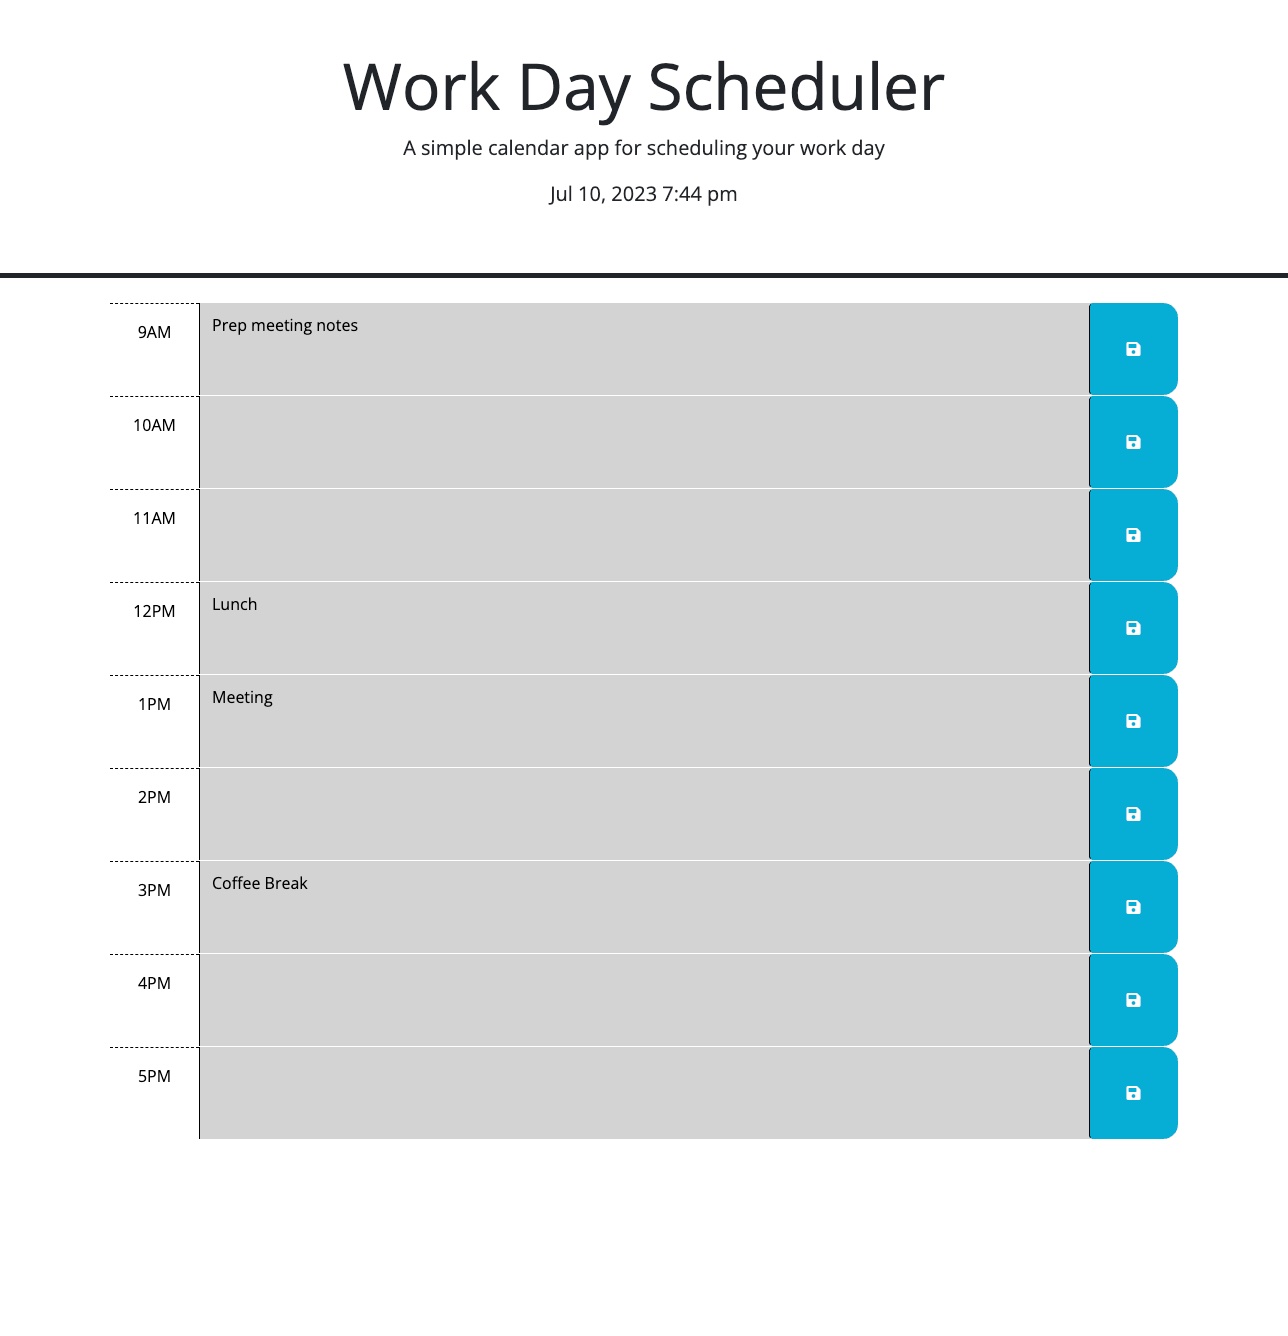 Work Day Scheduler
A simple calendar app for scheduling your work day
Jul 10, 2023 7:44 pm
9AM
Prep meeting notes
10AM
11AM
12PM
Lunch
1PM
Meeting
2PM
3PM
Coffee Break
4PM
5PM